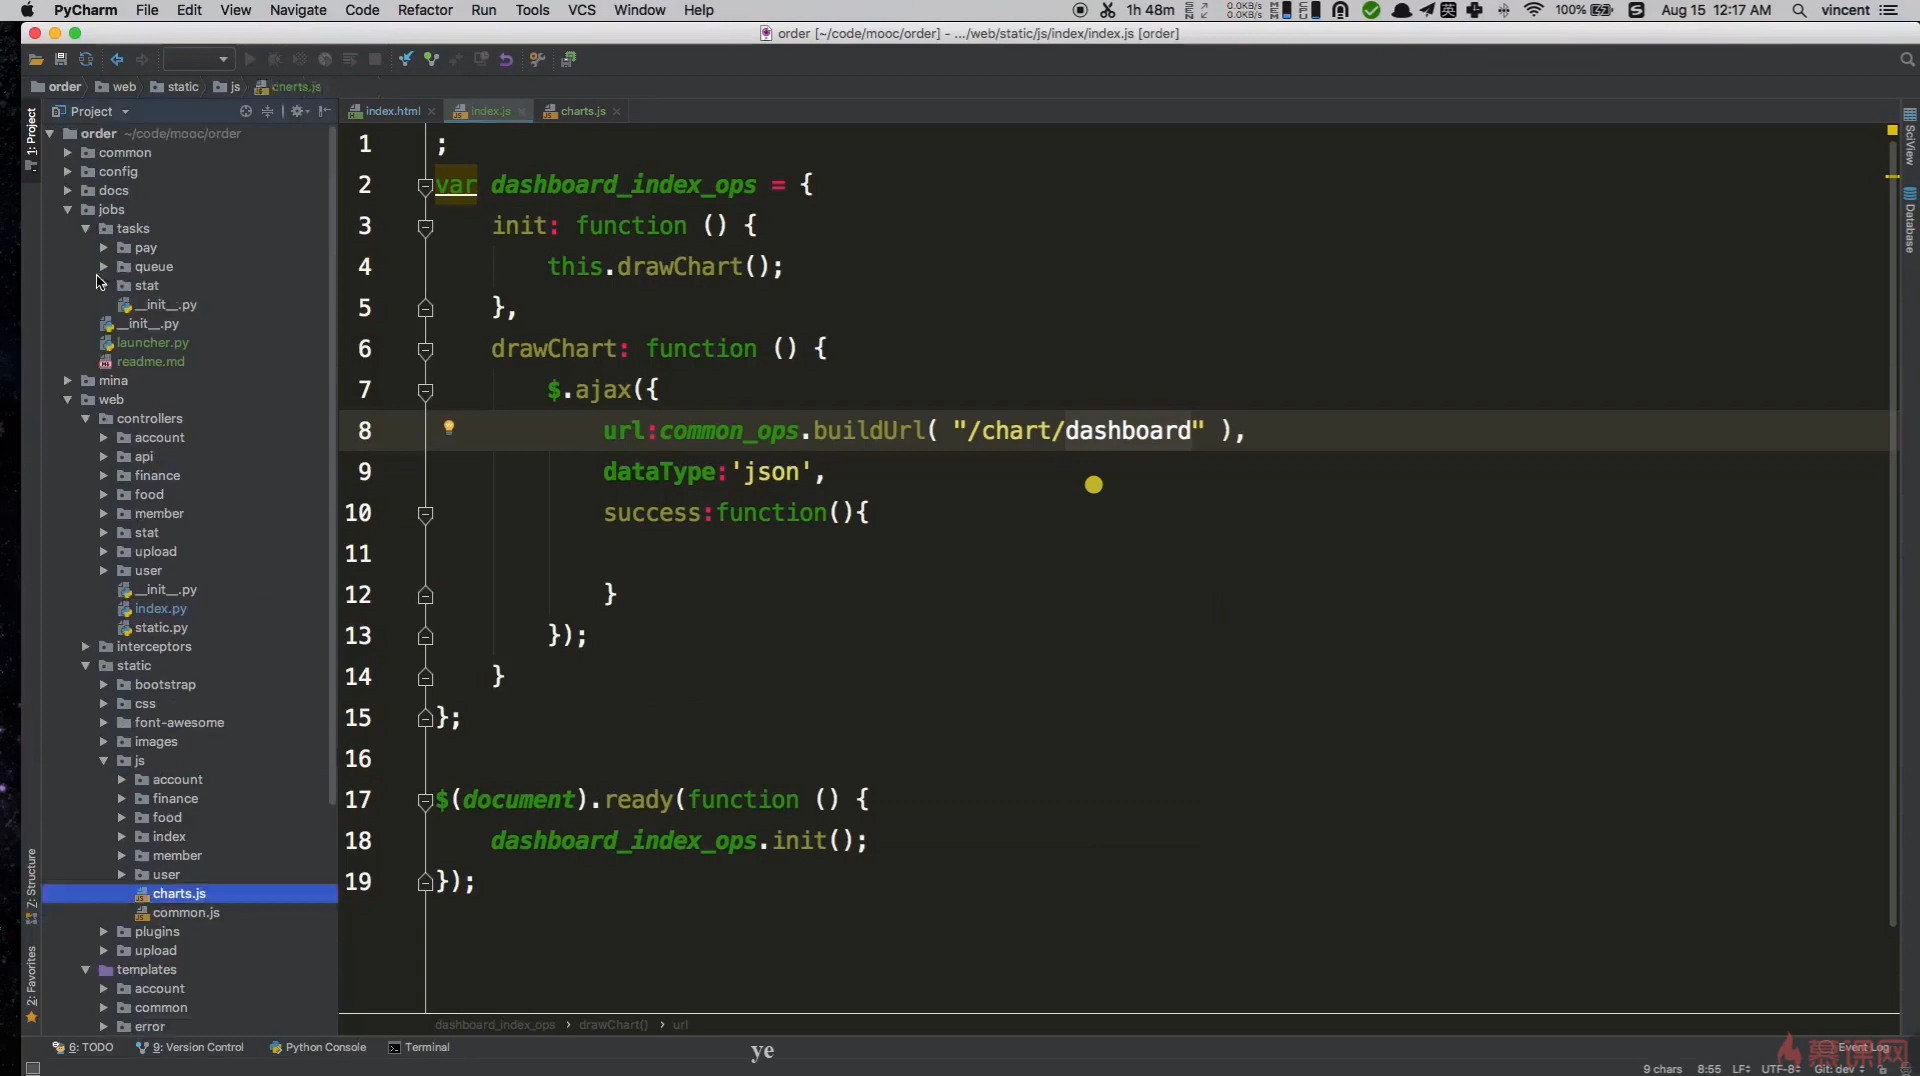 PyCharm File Edit View Navigate Code Refactor Run Tools VCS Window Help
1h 48m 0.0KB/s 0.0KB/s 100% Aug 15 12:17 AM vincent
order [~/code/mooc/order] - .../web/static/js/index/index.js [order]
order web static js charts.js
Project
index.html index.js charts.js
1: Project
7: Structure
2: Favorites
SciView
Database
order ~/code/mooc/order
common
config
docs
jobs
tasks
pay
queue
stat
__init__.py
__init__.py
launcher.py
readme.md
mina
web
controllers
account
api
finance
food
member
stat
upload
user
__init__.py
index.py
static.py
interceptors
static
bootstrap
css
font-awesome
images
js
account
finance
food
index
member
user
charts.js
common.js
plugins
upload
templates
account
common
error
1 ;
2 var dashboard_index_ops = {
3 init: function () {
4 this.drawChart();
5 },
6 drawChart: function () {
7 $.ajax({
8 url:common_ops.buildUrl( "/chart/dashboard" ),
9 dataType:'json',
10 success:function(){
11
12 }
13 });
14 }
15 };
16
17 $(document).ready(function () {
18 dashboard_index_ops.init();
19 });
dashboard_index_ops › drawChart() › url
6: TODO 9: Version Control Python Console Terminal
ye
Event Log
慕课网
9 chars 8:55 LF UTF-8 Git: dev